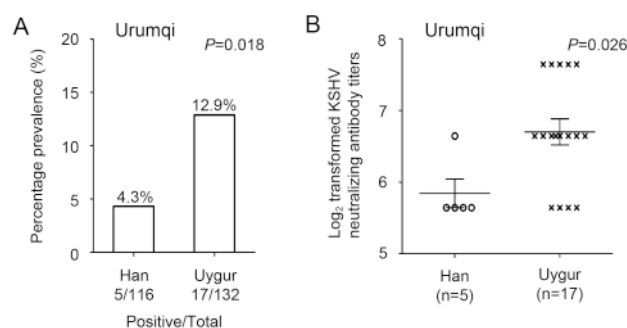 A
Urumqi
P=0.018
Percentage prevalence (%)
20
15
10
5
0
4.3%
12.9%
Han
5/116
Uygur
17/132
Positive/Total
B
Urumqi
P=0.026
Log₂ transformed KSHV
neutralizing antibody titers
8
7
6
5
Han
(n=5)
Uygur
(n=17)